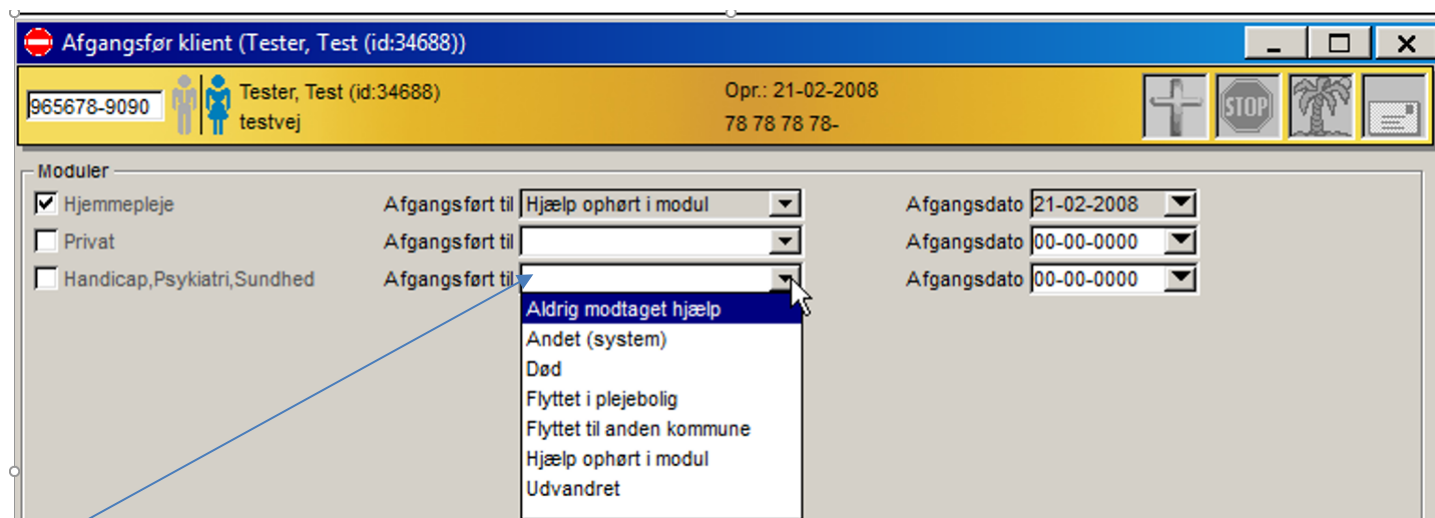 Afgangsfør klient (Tester, Test (id:34688))
965678-9090
Tester, Test (id:34688)
testvej
Opr.: 21-02-2008
78 78 78 78-
STOP
Moduler
Hjemmepleje Afgangsført til Hjælp ophørt i modul Afgangsdato 21-02-2008
Privat Afgangsført til Afgangsdato 00-00-0000
Handicap,Psykiatri,Sundhed Afgangsført til Afgangsdato 00-00-0000
Aldrig modtaget hjælp
Andet (system)
Død
Flyttet i plejebolig
Flyttet til anden kommune
Hjælp ophørt i modul
Udvandret